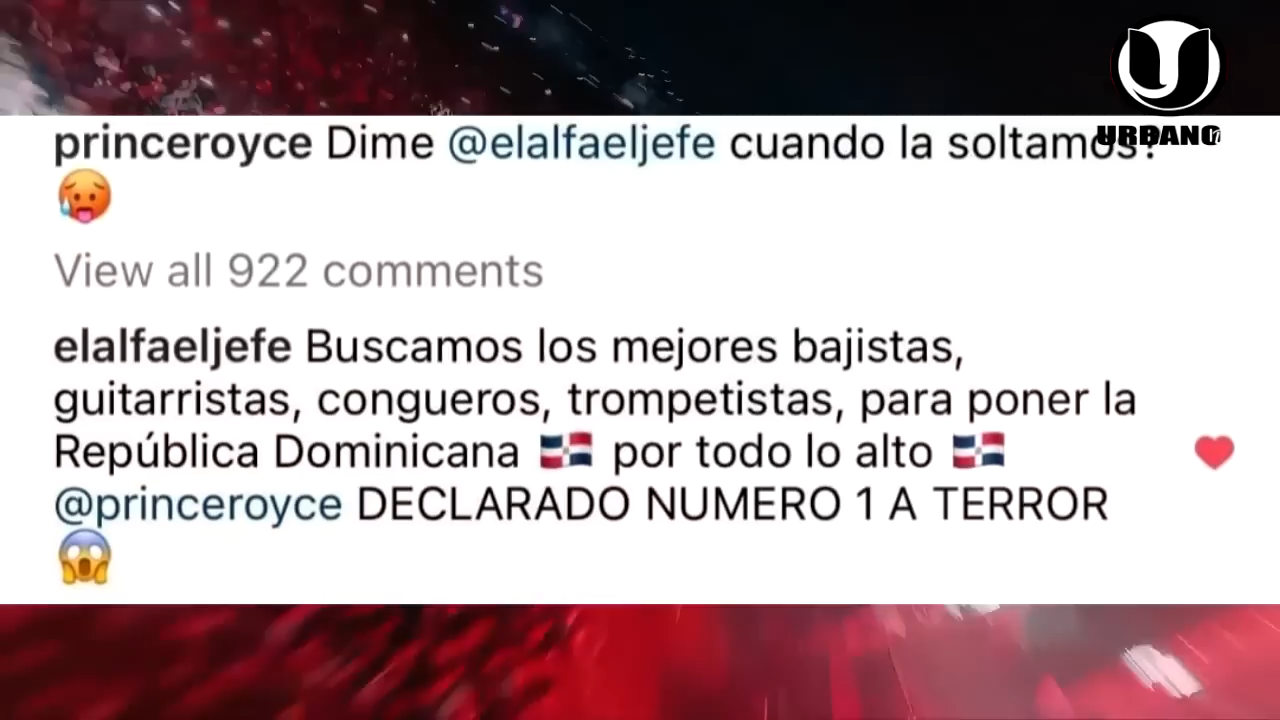 princeroyce Dime @elalfaeljefe cuando la soltamos?
🥵
View all 922 comments
elalfaeljefe Buscamos los mejores bajistas,
guitarristas, congueros, trompetistas, para poner la
República Dominicana 🇩🇴 por todo lo alto 🇩🇴
@princeroyce DECLARADO NUMERO 1 A TERROR
😱
URBANO